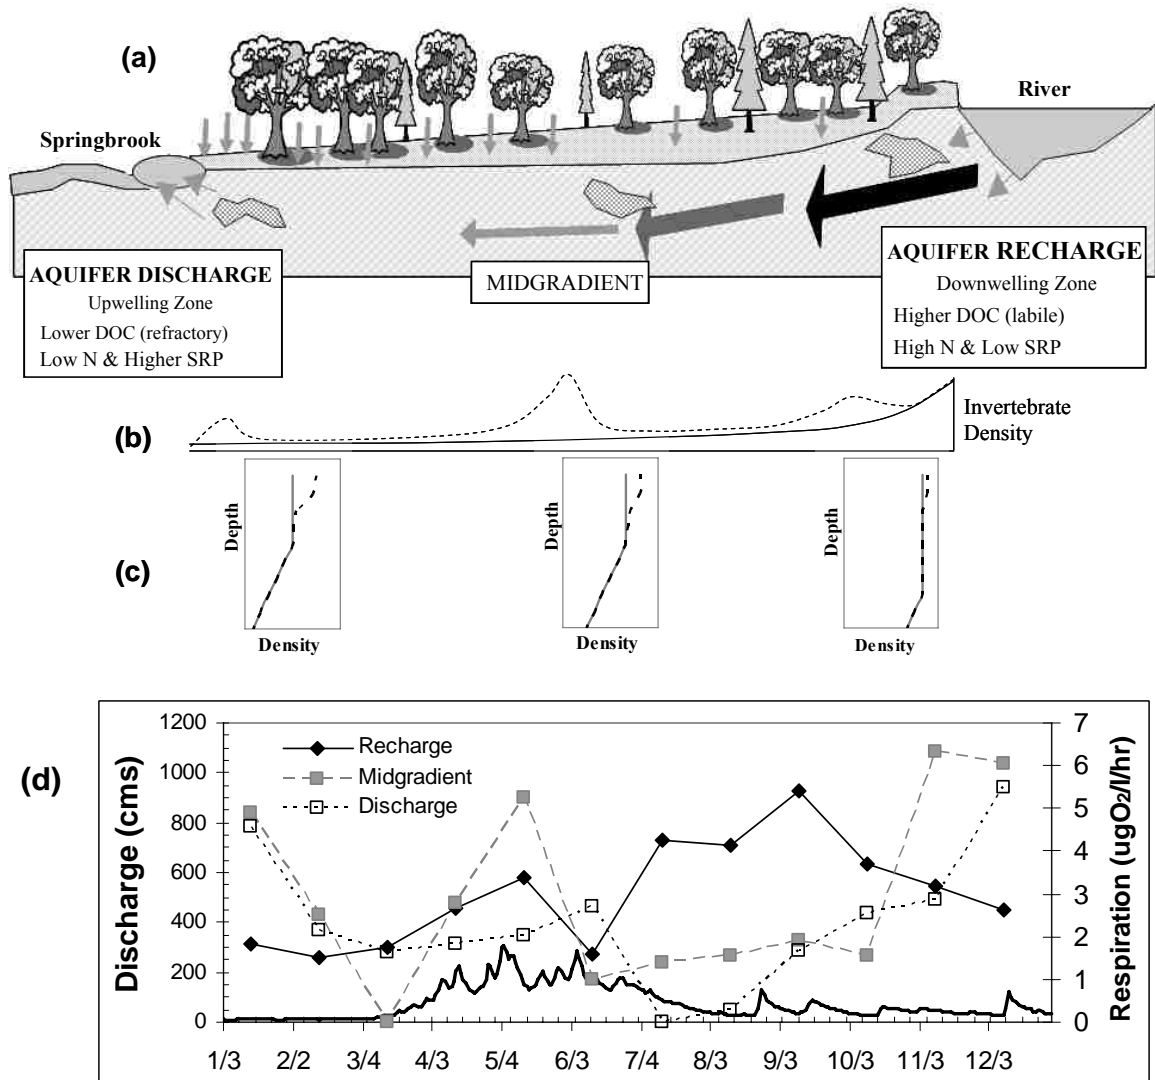 (a)
River
Springbrook
AQUIFER DISCHARGE
Upwelling Zone
Lower DOC (refractory)
Low N & Higher SRP
MIDGRADIENT
AQUIFER RECHARGE
Downwelling Zone
Higher DOC (labile)
High N & Low SRP
(b)
Invertebrate
Density
(c)
Depth
Density
Depth
Density
Depth
Density
(d)
Discharge (cms)
1200
1000
800
600
400
200
0
Recharge
Midgradient
Discharge
7
6
5
4
3
2
1
0
Respiration (ugO₂/l/hr)
1/3 2/2 3/4 4/3 5/4 6/3 7/4 8/3 9/3 10/3 11/3 12/3